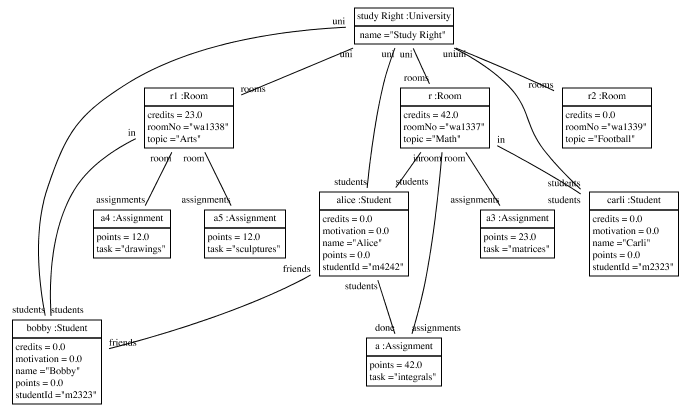 study Right :University
name ="Study Right"
uni
uni
uni
uni
uni
uni
rooms
rooms
rooms
r1 :Room
credits = 23.0
roomNo ="wa1338"
topic ="Arts"
r :Room
credits = 42.0
roomNo ="wa1337"
topic ="Math"
r2 :Room
credits = 0.0
roomNo ="wa1339"
topic ="Football"
in
in
room
room
in
room
room
assignments
assignments
students
students
assignments
students
students
a4 :Assignment
points = 12.0
task ="drawings"
a5 :Assignment
points = 12.0
task ="sculptures"
alice :Student
credits = 0.0
motivation = 0.0
name ="Alice"
points = 0.0
studentId ="m4242"
a3 :Assignment
points = 23.0
task ="matrices"
carli :Student
credits = 0.0
motivation = 0.0
name ="Carli"
points = 0.0
studentId ="m2323"
friends
students
students
students
done
assignments
friends
bobby :Student
credits = 0.0
motivation = 0.0
name ="Bobby"
points = 0.0
studentId ="m2323"
a :Assignment
points = 42.0
task ="integrals"